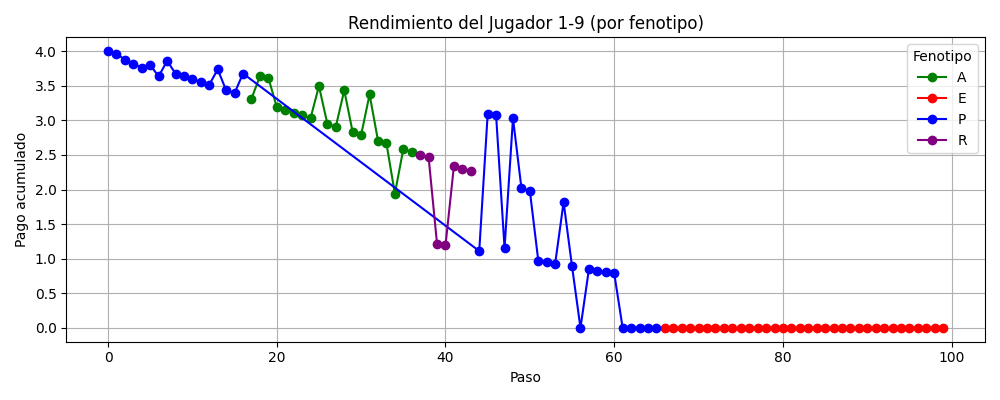 Rendimiento del Jugador 1-9 (por fenotipo)
Pago acumulado
4.0
3.5
3.0
2.5
2.0
1.5
1.0
0.5
0.0
Fenotipo
A
E
P
R
0 20 40 60 80 100
Paso